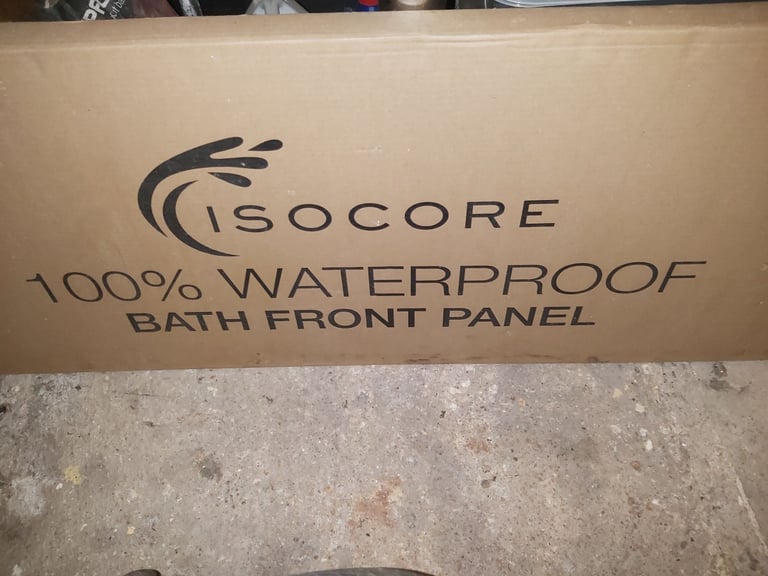 ISOCORE
100% WATERPROOF
BATH FRONT PANEL